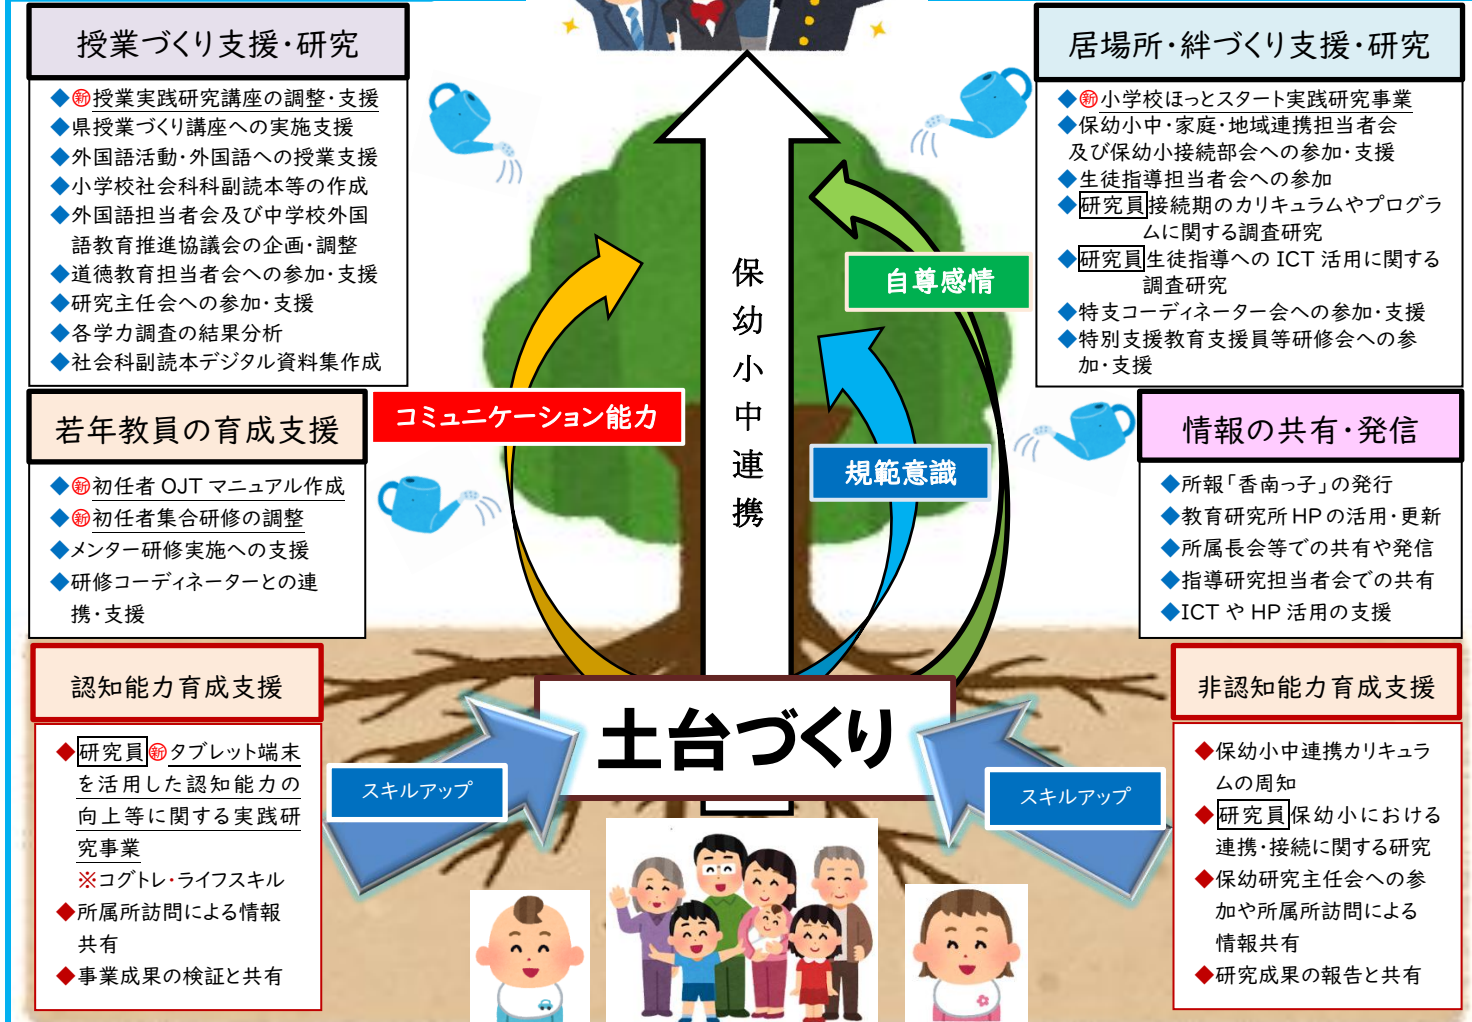 授業づくり支援・研究
◆㊟新授業実践研究講座の調整・支援
◆県授業づくり講座への実施支援
◆外国語活動・外国語への授業支援
◆小学校社会科科副読本等の作成
◆外国語担当者会及び中学校外国
語教育推進協議会の企画・調整
◆道徳教育担当者会への参加・支援
◆研究主任会への参加・支援
◆各学力調査の結果分析
◆社会科副読本デジタル資料集作成
若年教員の育成支援
◆新初任者 OJT マニュアル作成
◆新初任者集合研修の調整
◆メンター研修実施への支援
◆研修コーディネーターとの連
携・支援
認知能力育成支援
◆研究員新タブレット端末
を活用した認知能力の
向上等に関する実践研
究事業
※コグトレ・ライフスキル
◆所属所訪問による情報
共有
◆事業成果の検証と共有
コミュニケーション能力
保幼小中連携
自尊感情
規範意識
土台づくり
スキルアップ
スキルアップ
居場所・絆づくり支援・研究
◆新小学校ほっとスタート実践研究事業
◆保幼小中・家庭・地域連携担当者会
及び保幼小接続部会への参加・支援
◆生徒指導担当者会への参加
◆研究員接続期のカリキュラムやプログラ
ムに関する調査研究
◆研究員生徒指導への ICT 活用に関する
調査研究
◆特支コーディネーター会への参加・支援
◆特別支援教育支援員等研修会への参
加・支援
情報の共有・発信
◆所報「香南っ子」の発行
◆教育研究所 HP の活用・更新
◆所属長会等での共有や発信
◆指導研究担当者会での共有
◆ICT や HP 活用の支援
非認知能力育成支援
◆保幼小中連携カリキュラ
ムの周知
◆研究員保幼小における
連携・接続に関する研究
◆保幼研究主任会への参
加や所属所訪問による
情報共有
◆研究成果の報告と共有